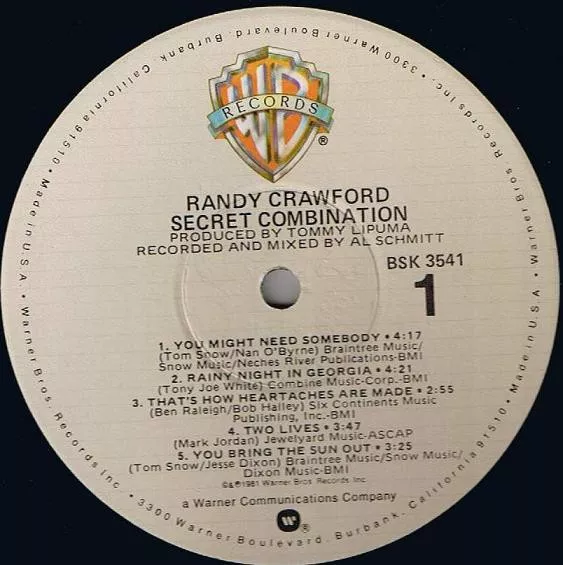 WB
RECORDS
®
RANDY CRAWFORD
SECRET COMBINATION
PRODUCED BY TOMMY LIPUMA
RECORDED AND MIXED BY AL SCHMITT
BSK 3541
1
1. YOU MIGHT NEED SOMEBODY • 4:17
(Tom Snow/Nan O'Byrne) Braintree Music/
Snow Music/Neches River Publications-BMI
2. RAINY NIGHT IN GEORGIA • 4:21
(Tony Joe White) Combine Music-Corp.-BMI
3. THAT'S HOW HEARTACHES ARE MADE • 2:55
(Ben Raleigh/Bob Halley) Six Continents Music
Publishing, Inc.-BMI
4. TWO LIVES • 3:47
(Mark Jordan) Jewelyard Music-ASCAP
5. YOU BRING THE SUN OUT • 3:25
(Tom Snow/Jesse Dixon) Braintree Music/Snow Music/
Dixon Music-BMI
©&℗1981 Warner Bros. Records Inc.
a Warner Communications Company
®
Warner Bros. Records Inc. • 3300 Warner Boulevard, Burbank, California 91510 • Made in U.S.A. • Warner Bros. Records Inc. • 3300 Warner Boulevard, Burbank, California 91510 • Made in U.S.A. •